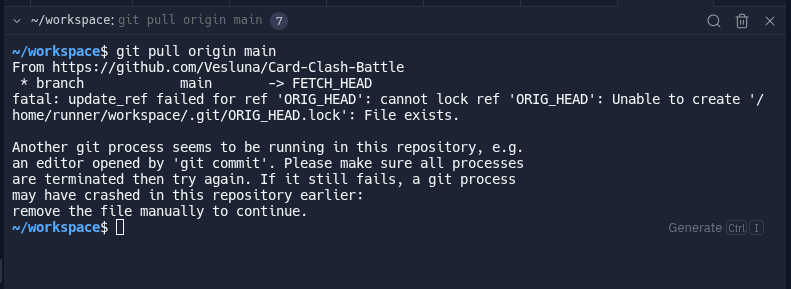 ~/workspace: git pull origin main 7
~/workspace$ git pull origin main
From https://github.com/Vesluna/Card-Clash-Battle
 * branch            main       -> FETCH_HEAD
fatal: update_ref failed for ref 'ORIG_HEAD': cannot lock ref 'ORIG_HEAD': Unable to create '/
home/runner/workspace/.git/ORIG_HEAD.lock': File exists.
Another git process seems to be running in this repository, e.g.
an editor opened by 'git commit'. Please make sure all processes
are terminated then try again. If it still fails, a git process
may have crashed in this repository earlier:
remove the file manually to continue.
~/workspace$ Generate Ctrl I